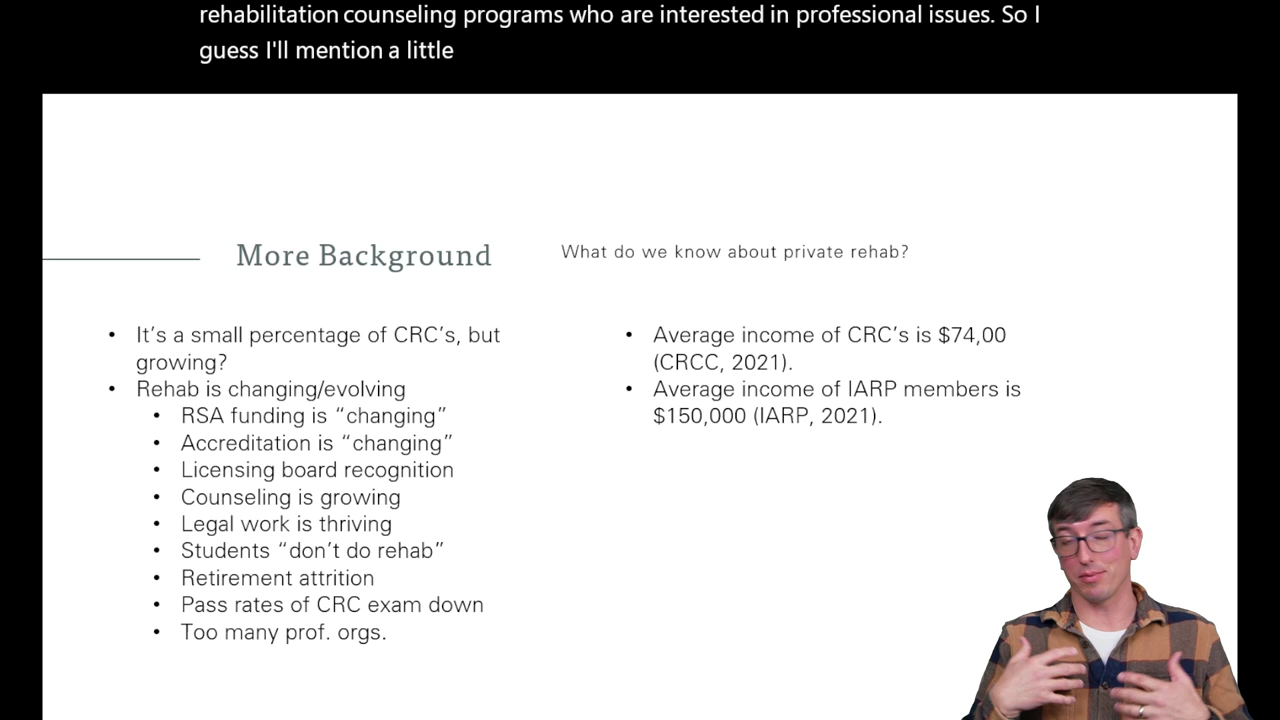 rehabilitation counseling programs who are interested in professional issues. So I
guess I'll mention a little
More Background
What do we know about private rehab?
• It's a small percentage of CRC's, but
growing?
• Rehab is changing/evolving
• RSA funding is “changing”
• Accreditation is “changing”
• Licensing board recognition
• Counseling is growing
• Legal work is thriving
• Students “don't do rehab”
• Retirement attrition
• Pass rates of CRC exam down
• Too many prof. orgs.
• Average income of CRC's is $74,00
(CRCC, 2021).
• Average income of IARP members is
$150,000 (IARP, 2021).